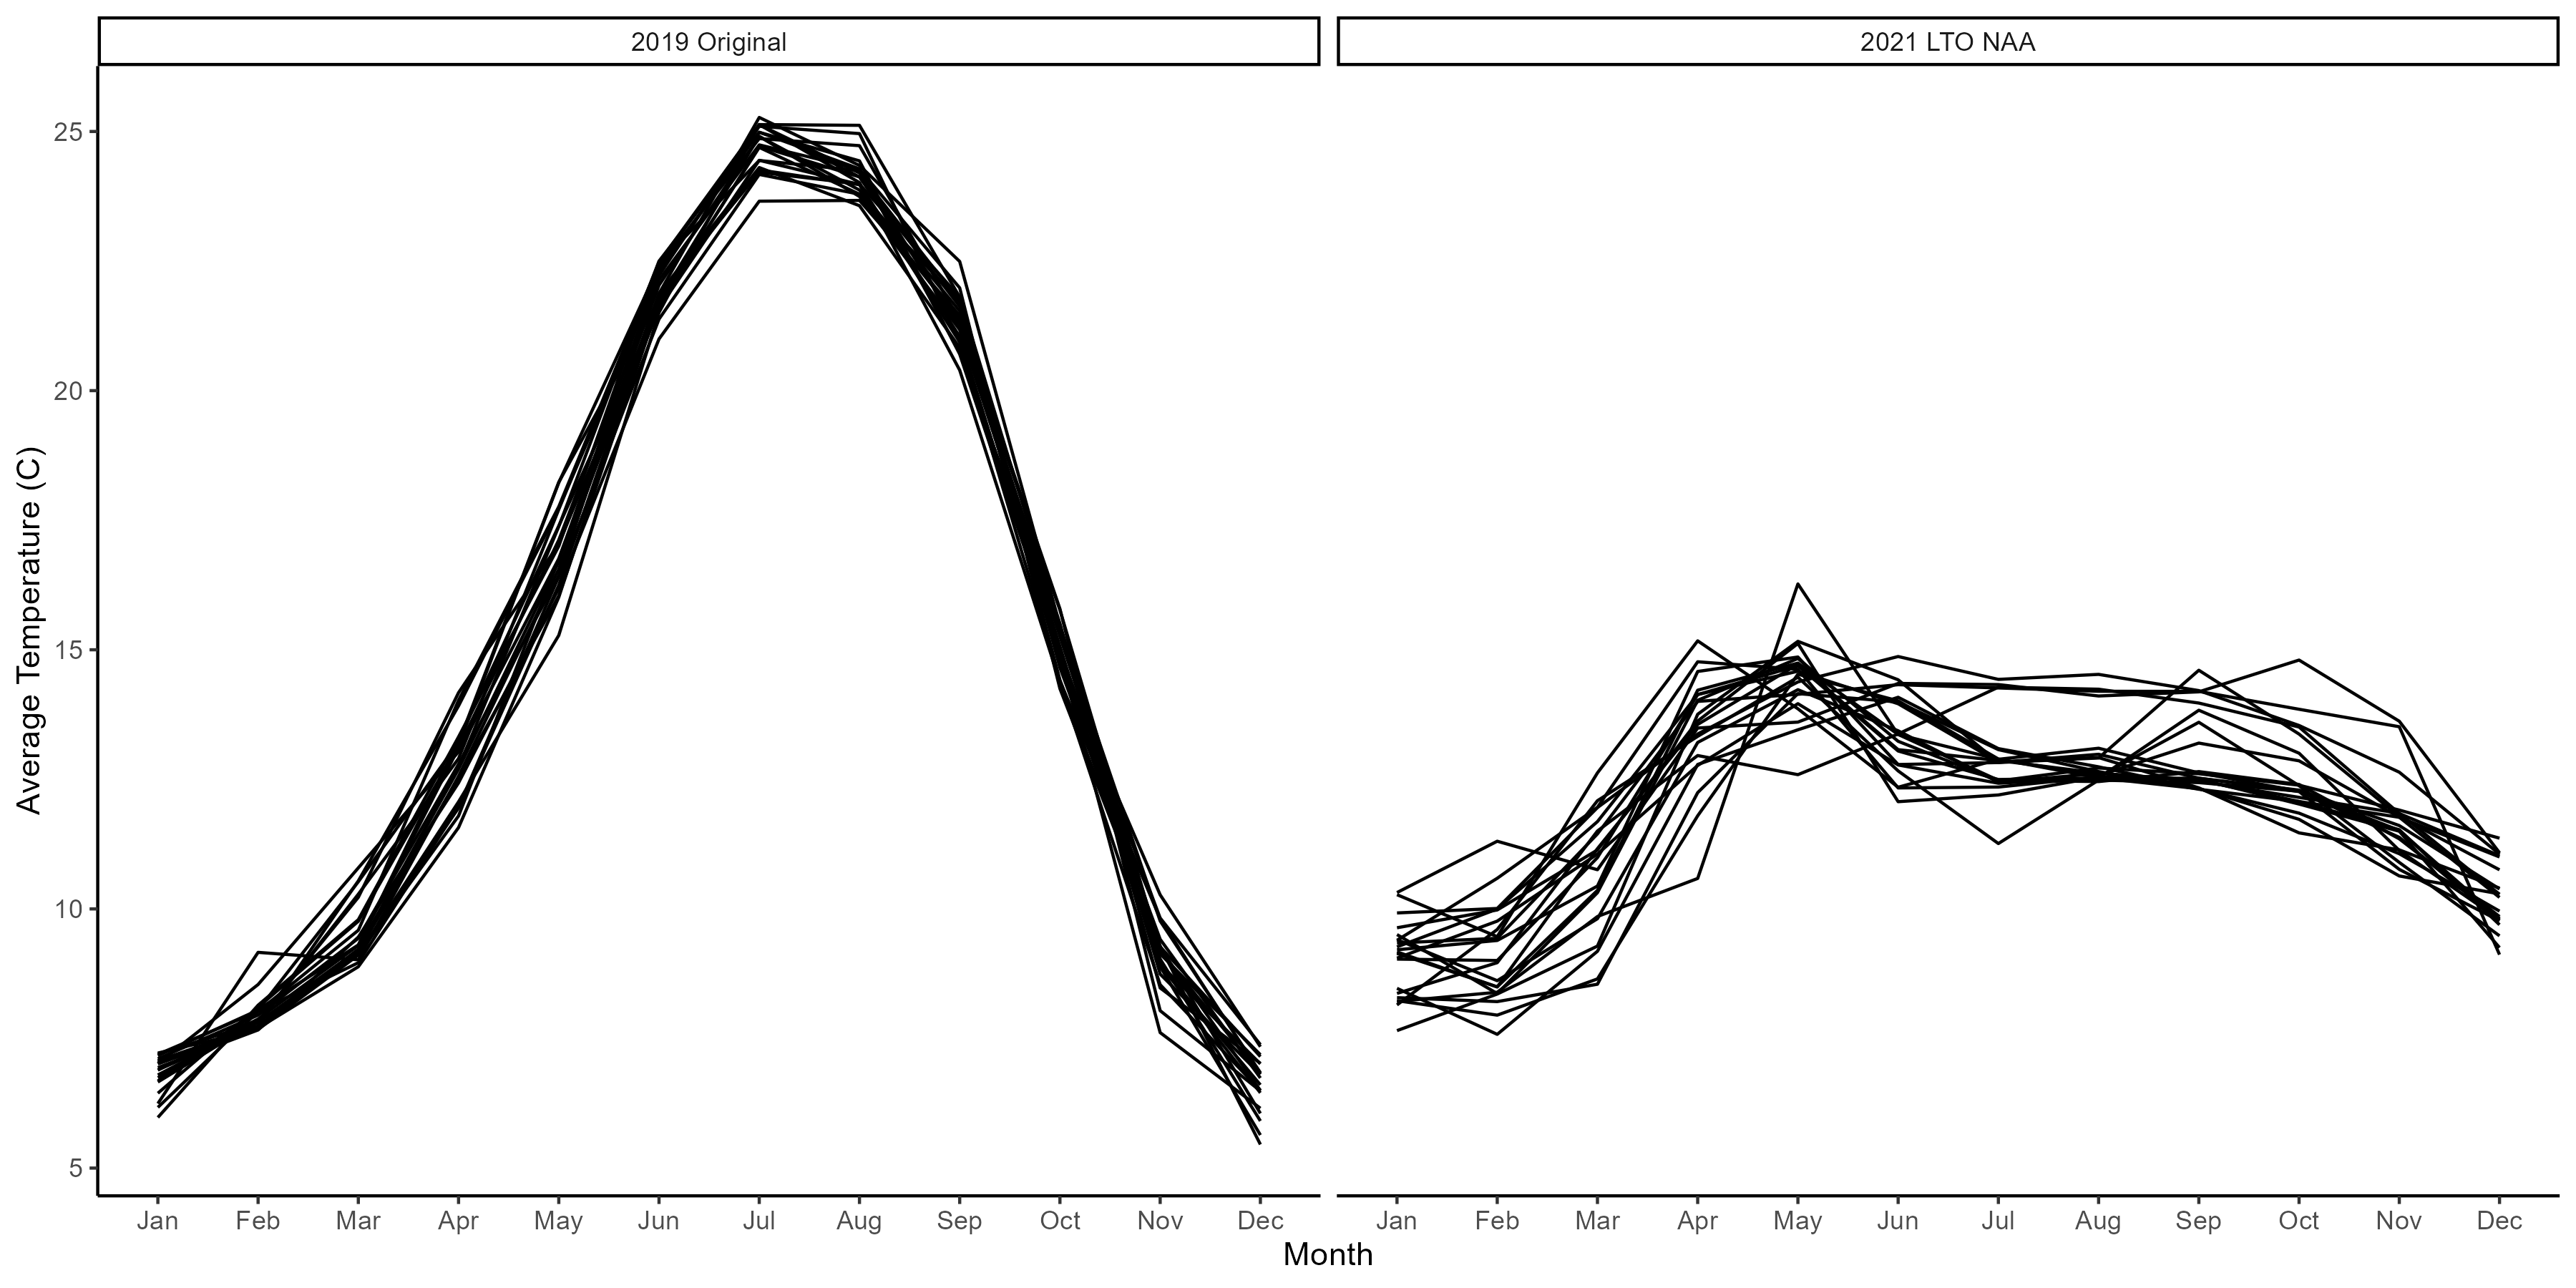 2019 Original
2021 LTO NAA
Average Temperature (C)
25
20
15
10
5
Jan Feb Mar Apr May Jun Jul Aug Sep Oct Nov Dec
Jan Feb Mar Apr May Jun Jul Aug Sep Oct Nov Dec
Month